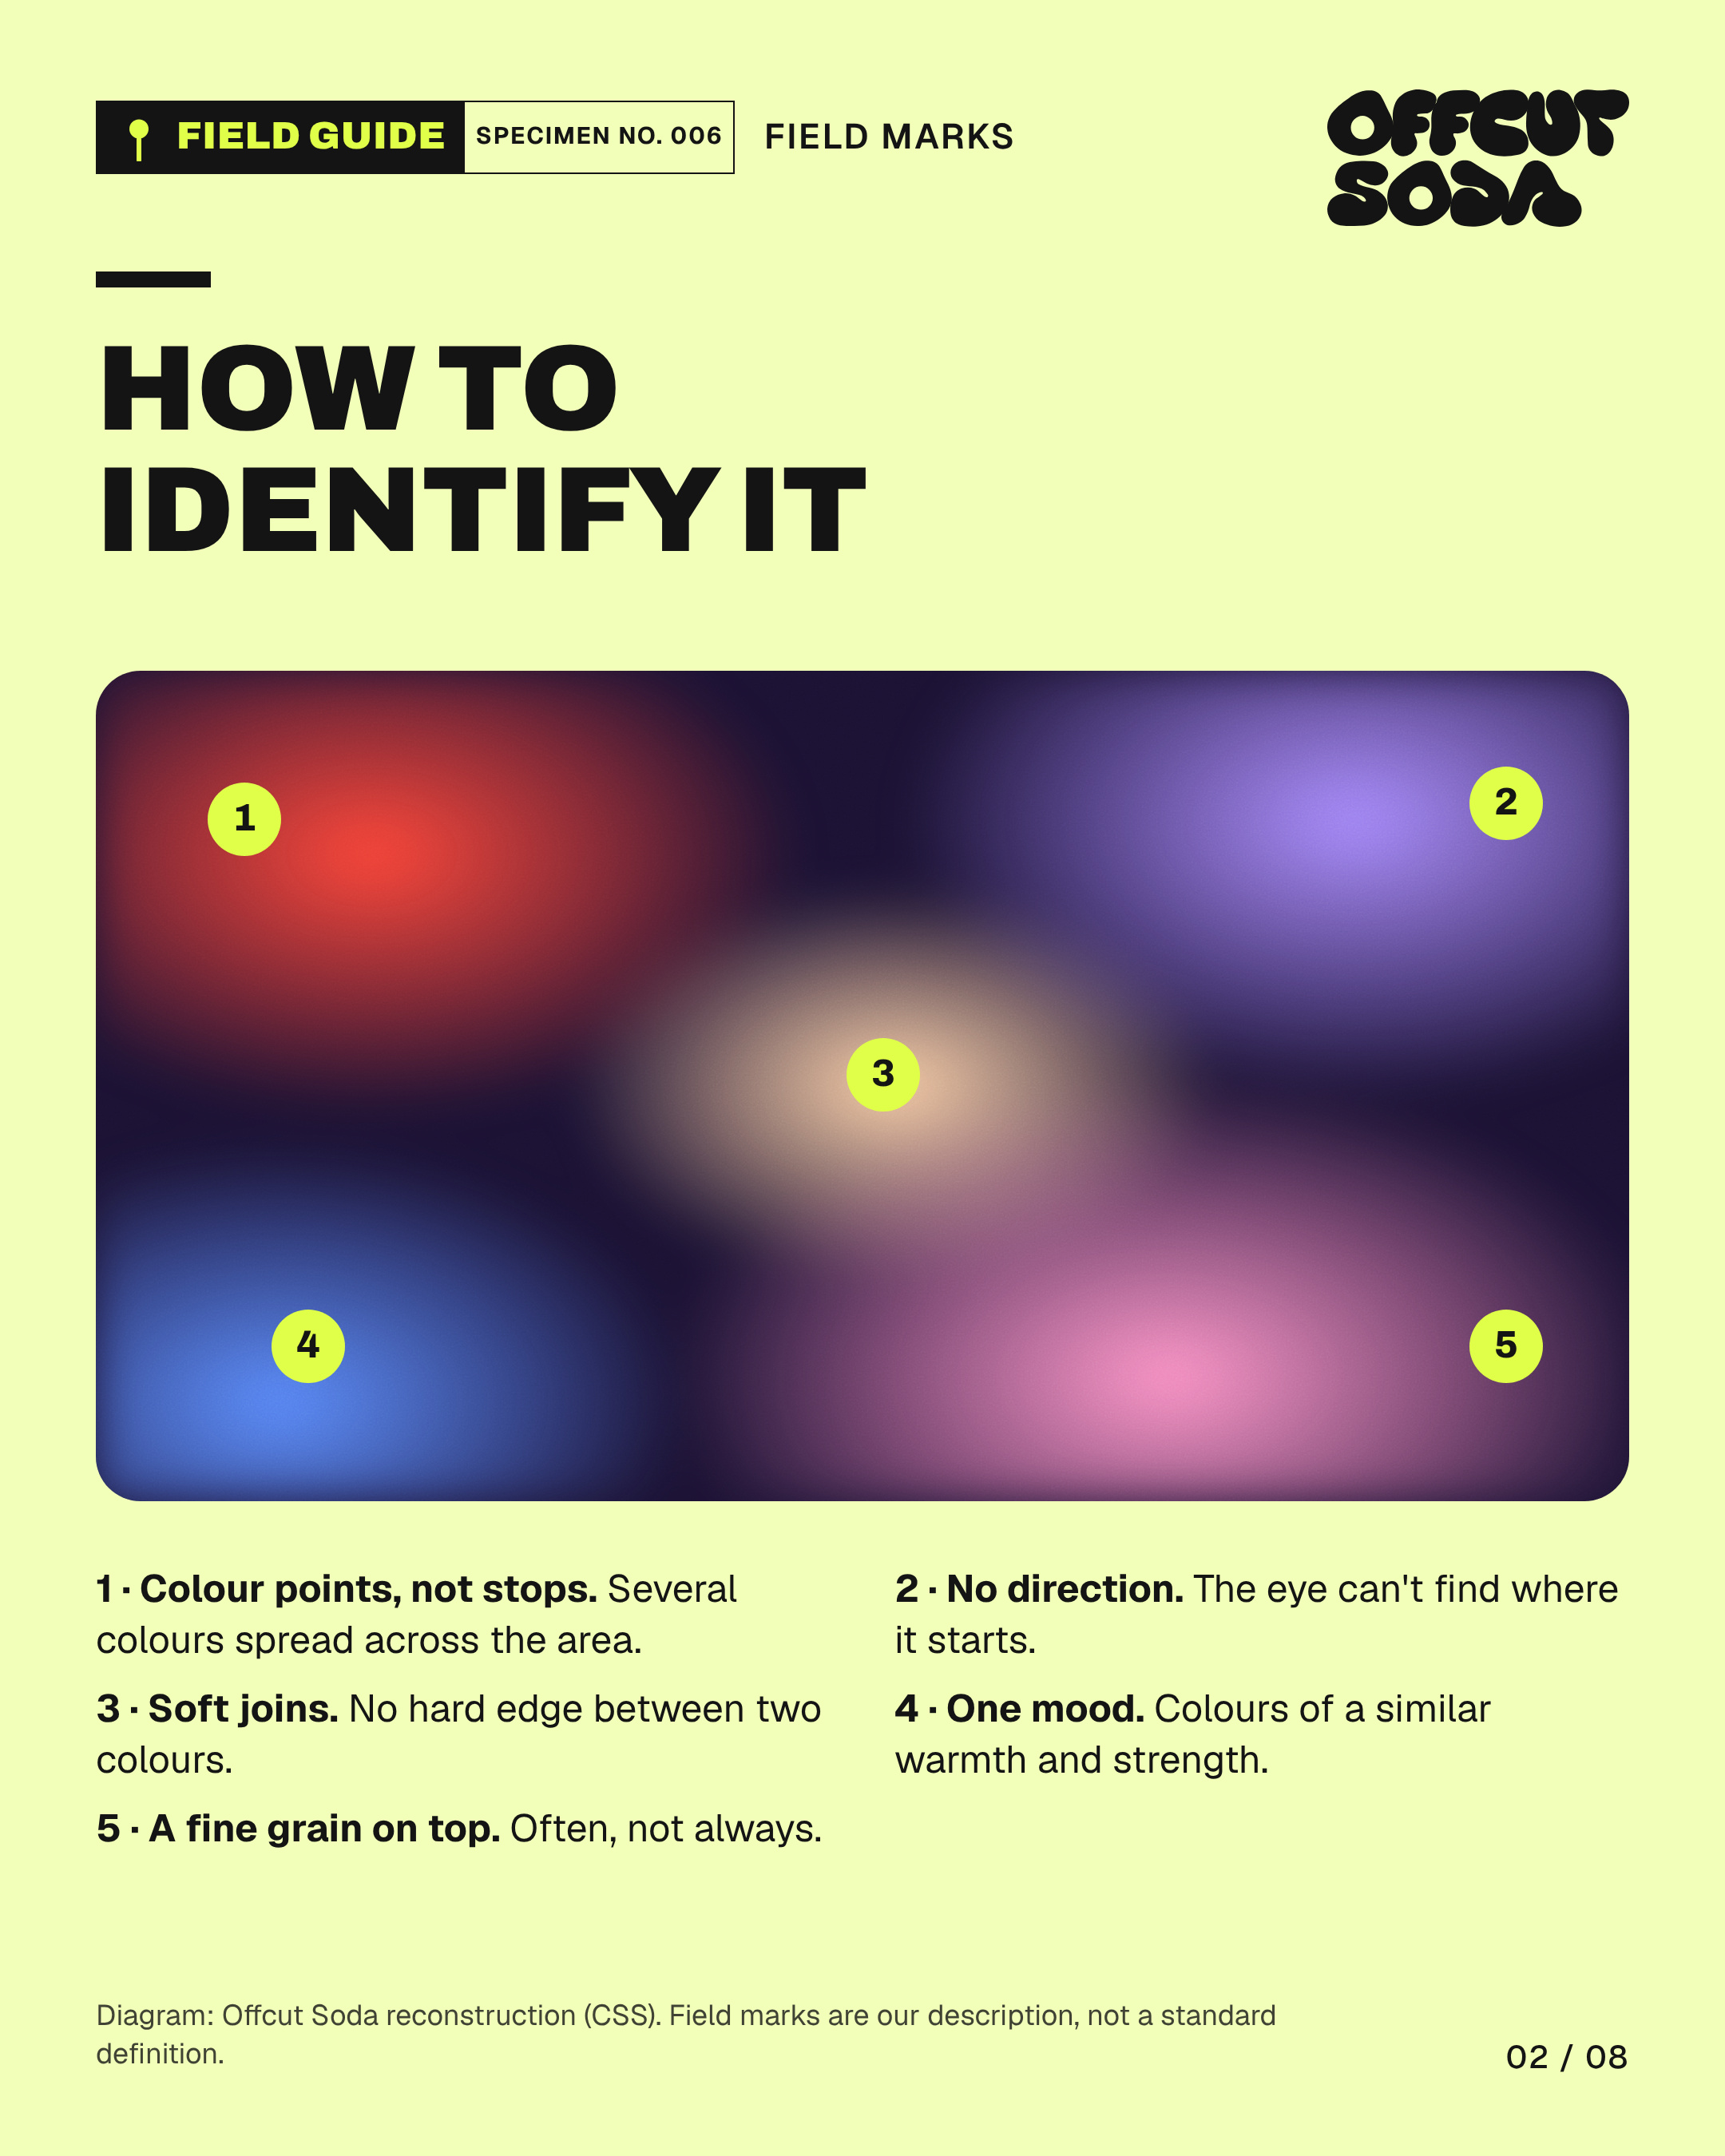 FIELD GUIDE
SPECIMEN NO. 006
FIELD MARKS
OFFCUT
SODA
HOW TO
IDENTIFY IT
1
2
3
4
5
1 · Colour points, not stops. Several
colours spread across the area.
2 · No direction. The eye can't find where
it starts.
3 · Soft joins. No hard edge between two
colours.
4 · One mood. Colours of a similar
warmth and strength.
5 · A fine grain on top. Often, not always.
Diagram: Offcut Soda reconstruction (CSS). Field marks are our description, not a standard
definition.
02 / 08